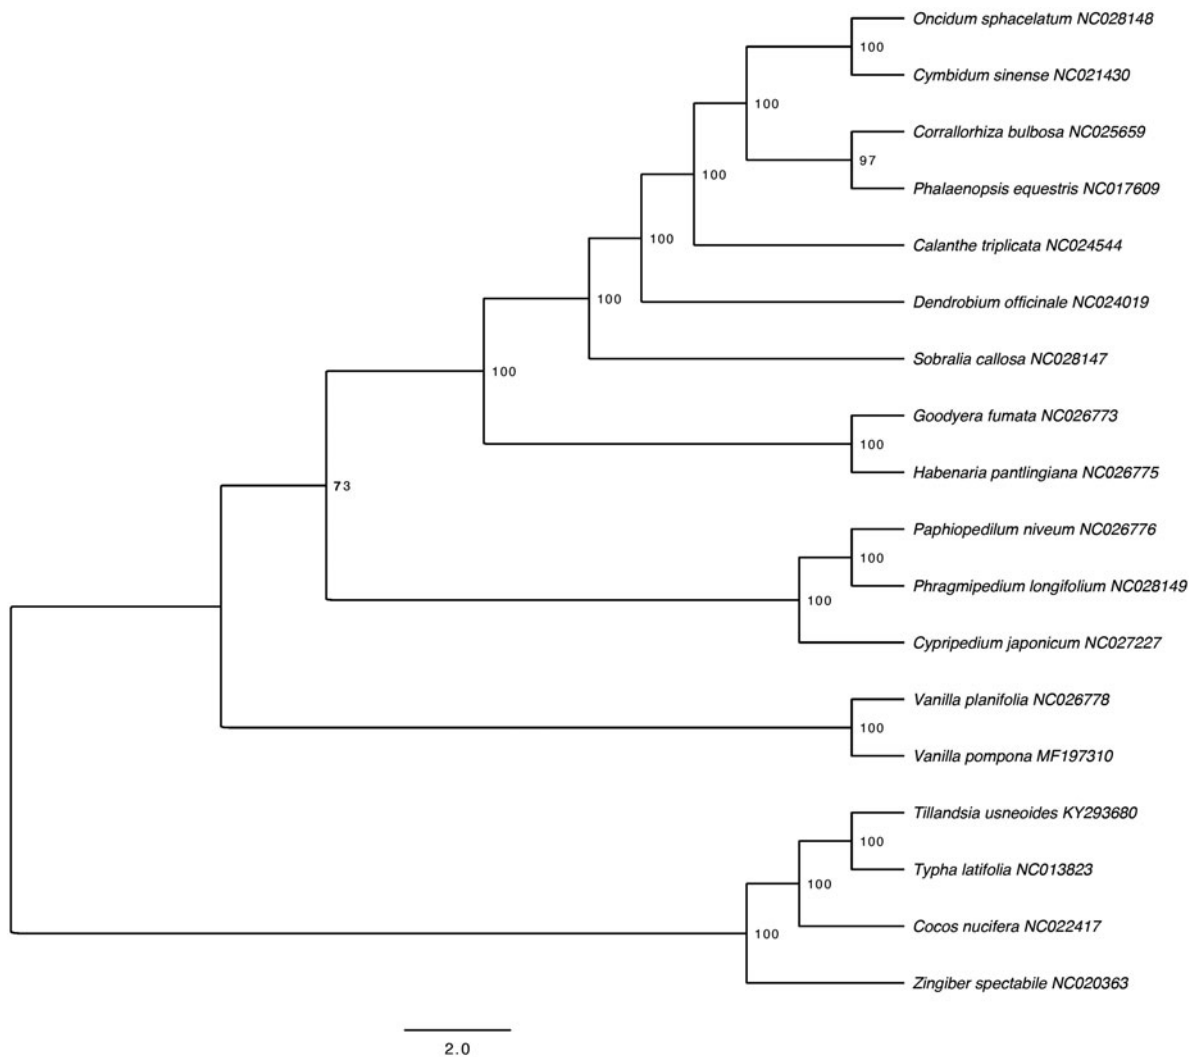 Oncidum sphacelatum NC028148
100
Cymbidum sinense NC021430
100
Corrallorhiza bulbosa NC025659
97
100
Phalaenopsis equestris NC017609
100
Calanthe triplicata NC024544
100
Dendrobium officinale NC024019
Sobralia callosa NC028147
100
Goodyera fumata NC026773
100
Habenaria pantlingiana NC026775
73
Paphiopedilum niveum NC026776
100
Phragmipedium longifolium NC028149
100
Cypripedium japonicum NC027227
Vanilla planifolia NC026778
100
Vanilla pompona MF197310
Tillandsia usneoides KY293680
100
Typha latifolia NC013823
100
Cocos nucifera NC022417
100
Zingiber spectabile NC020363
2.0